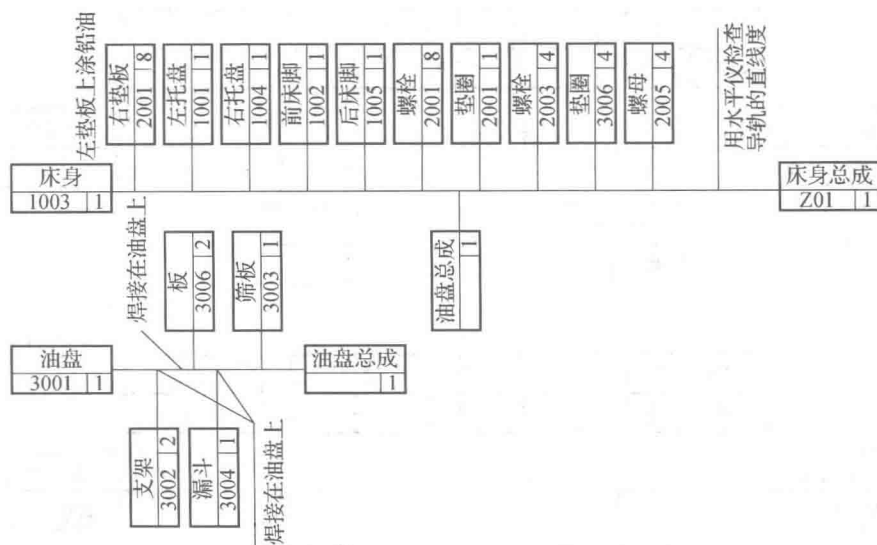 左垫板上涂铅油
右垫板
2001 8
左托盘
1001 1
右托盘
1004 1
前床脚
1002 1
后床脚
1005 1
螺栓
2001 8
垫圈
2001 1
螺栓
2003 4
垫圈
3006 4
螺母
2005 4
用水平仪检查
导轨的直线度
床身
1003 1
床身总成
Z01 1
焊接在油盘上
板
3006 2
筛板
3003 1
油盘总成
1
油盘
3001 1
油盘总成
1
支架
3002 2
漏斗
3004 1
焊接在油盘上